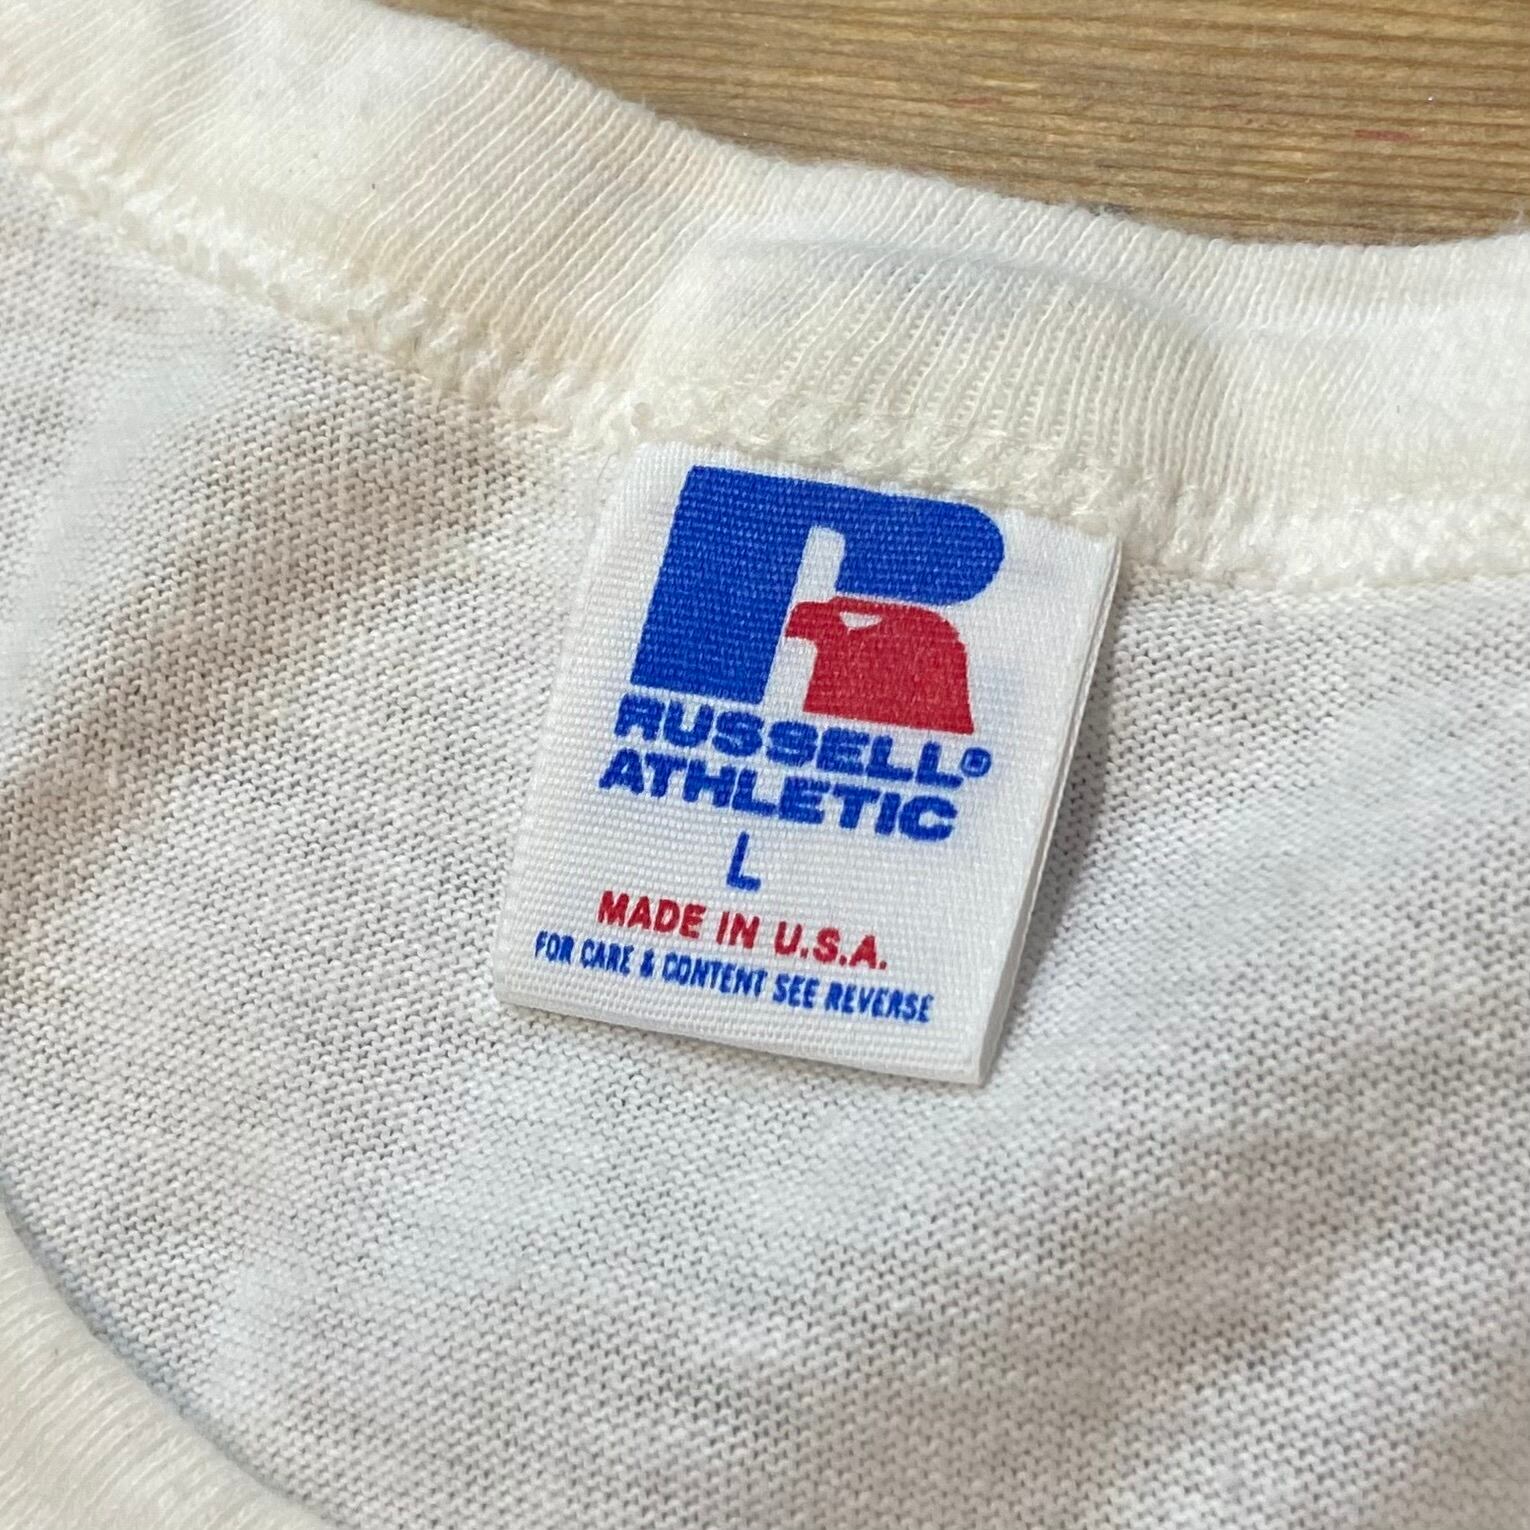 R
RUSSELL®
ATHLETIC
L
MADE IN U.S.A.
FOR CARE & CONTENT SEE REVERSE